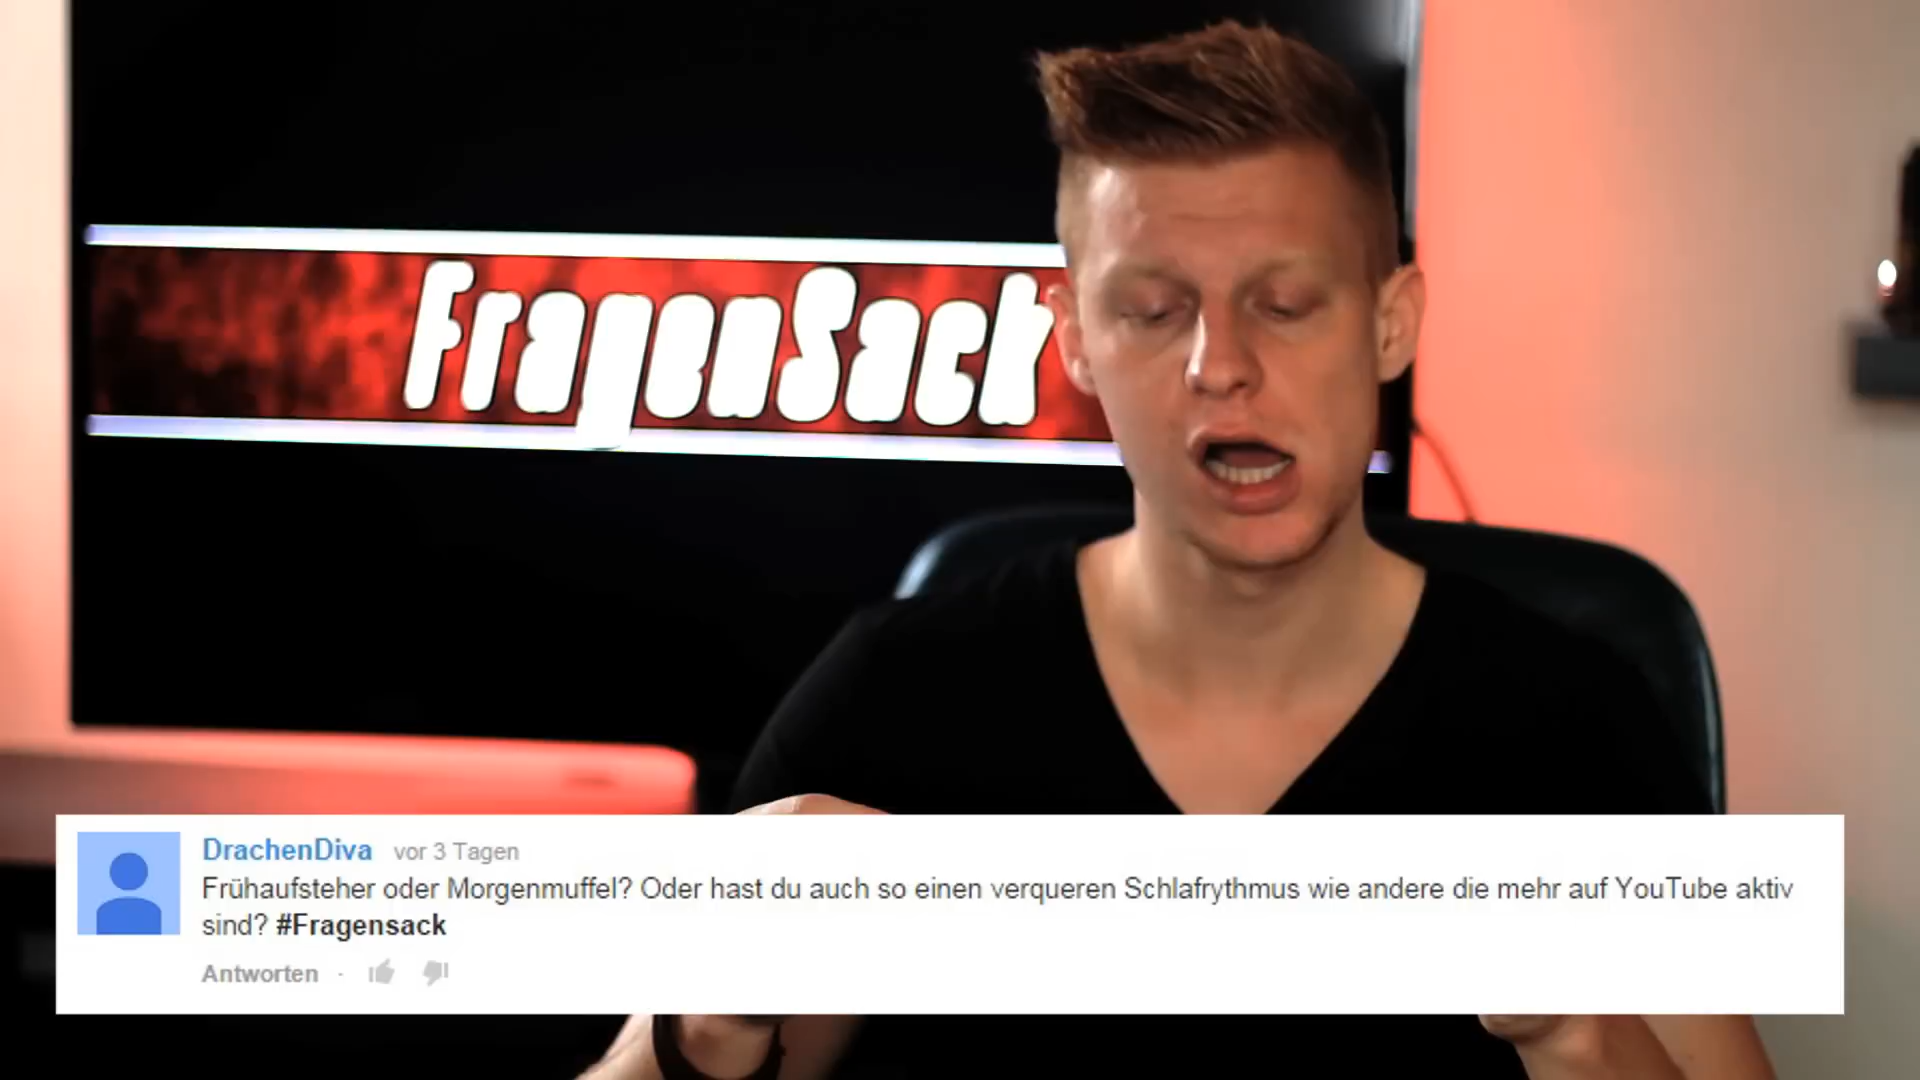 FragenSack
DrachenDiva vor 3 Tagen
Frühaufsteher oder Morgenmuffel? Oder hast du auch so einen verqueren Schlafrythmus wie andere die mehr auf YouTube aktiv
sind? #Fragensack
Antworten ·